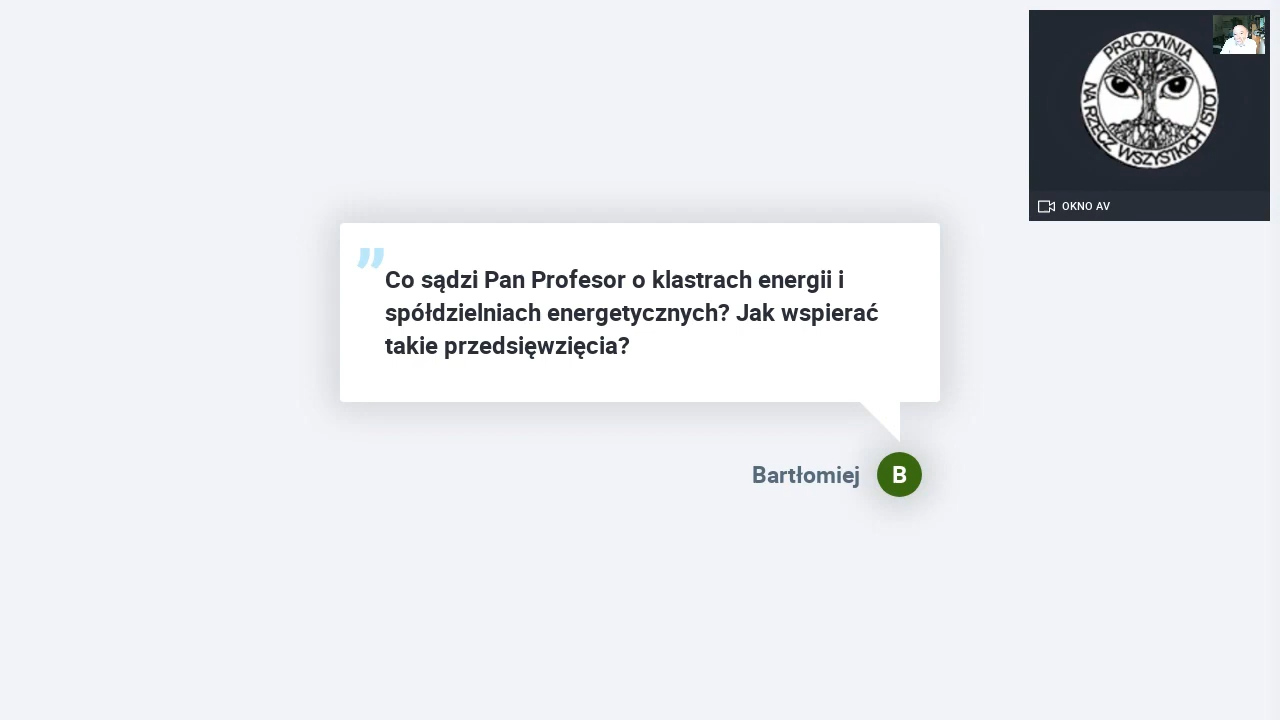 PRACOWNIA
NA RZECZ WSZYSTKICH ISTOT
OKNO AV
Co sądzi Pan Profesor o klastrach energii i
spółdzielniach energetycznych? Jak wspierać
takie przedsięwzięcia?
Bartłomiej
B